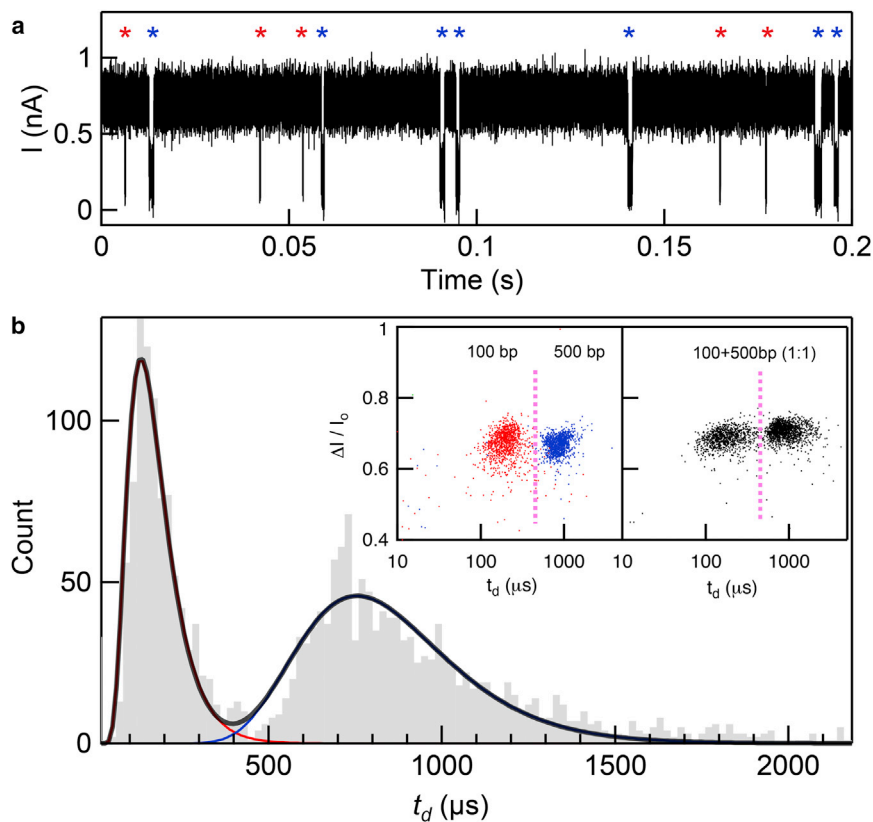 a
* * * * * * * * * * * *
1
0.5
0
I (nA)
0 0.05 0.1 0.15 0.2
Time (s)
b
100
50
0
Count
500 1000 1500 2000
t_d (μs)
1
0.8
0.6
0.4
ΔI / I_o
100 bp 500 bp
10 100 1000
t_d (μs)
100+500bp (1:1)
10 100 1000
t_d (μs)